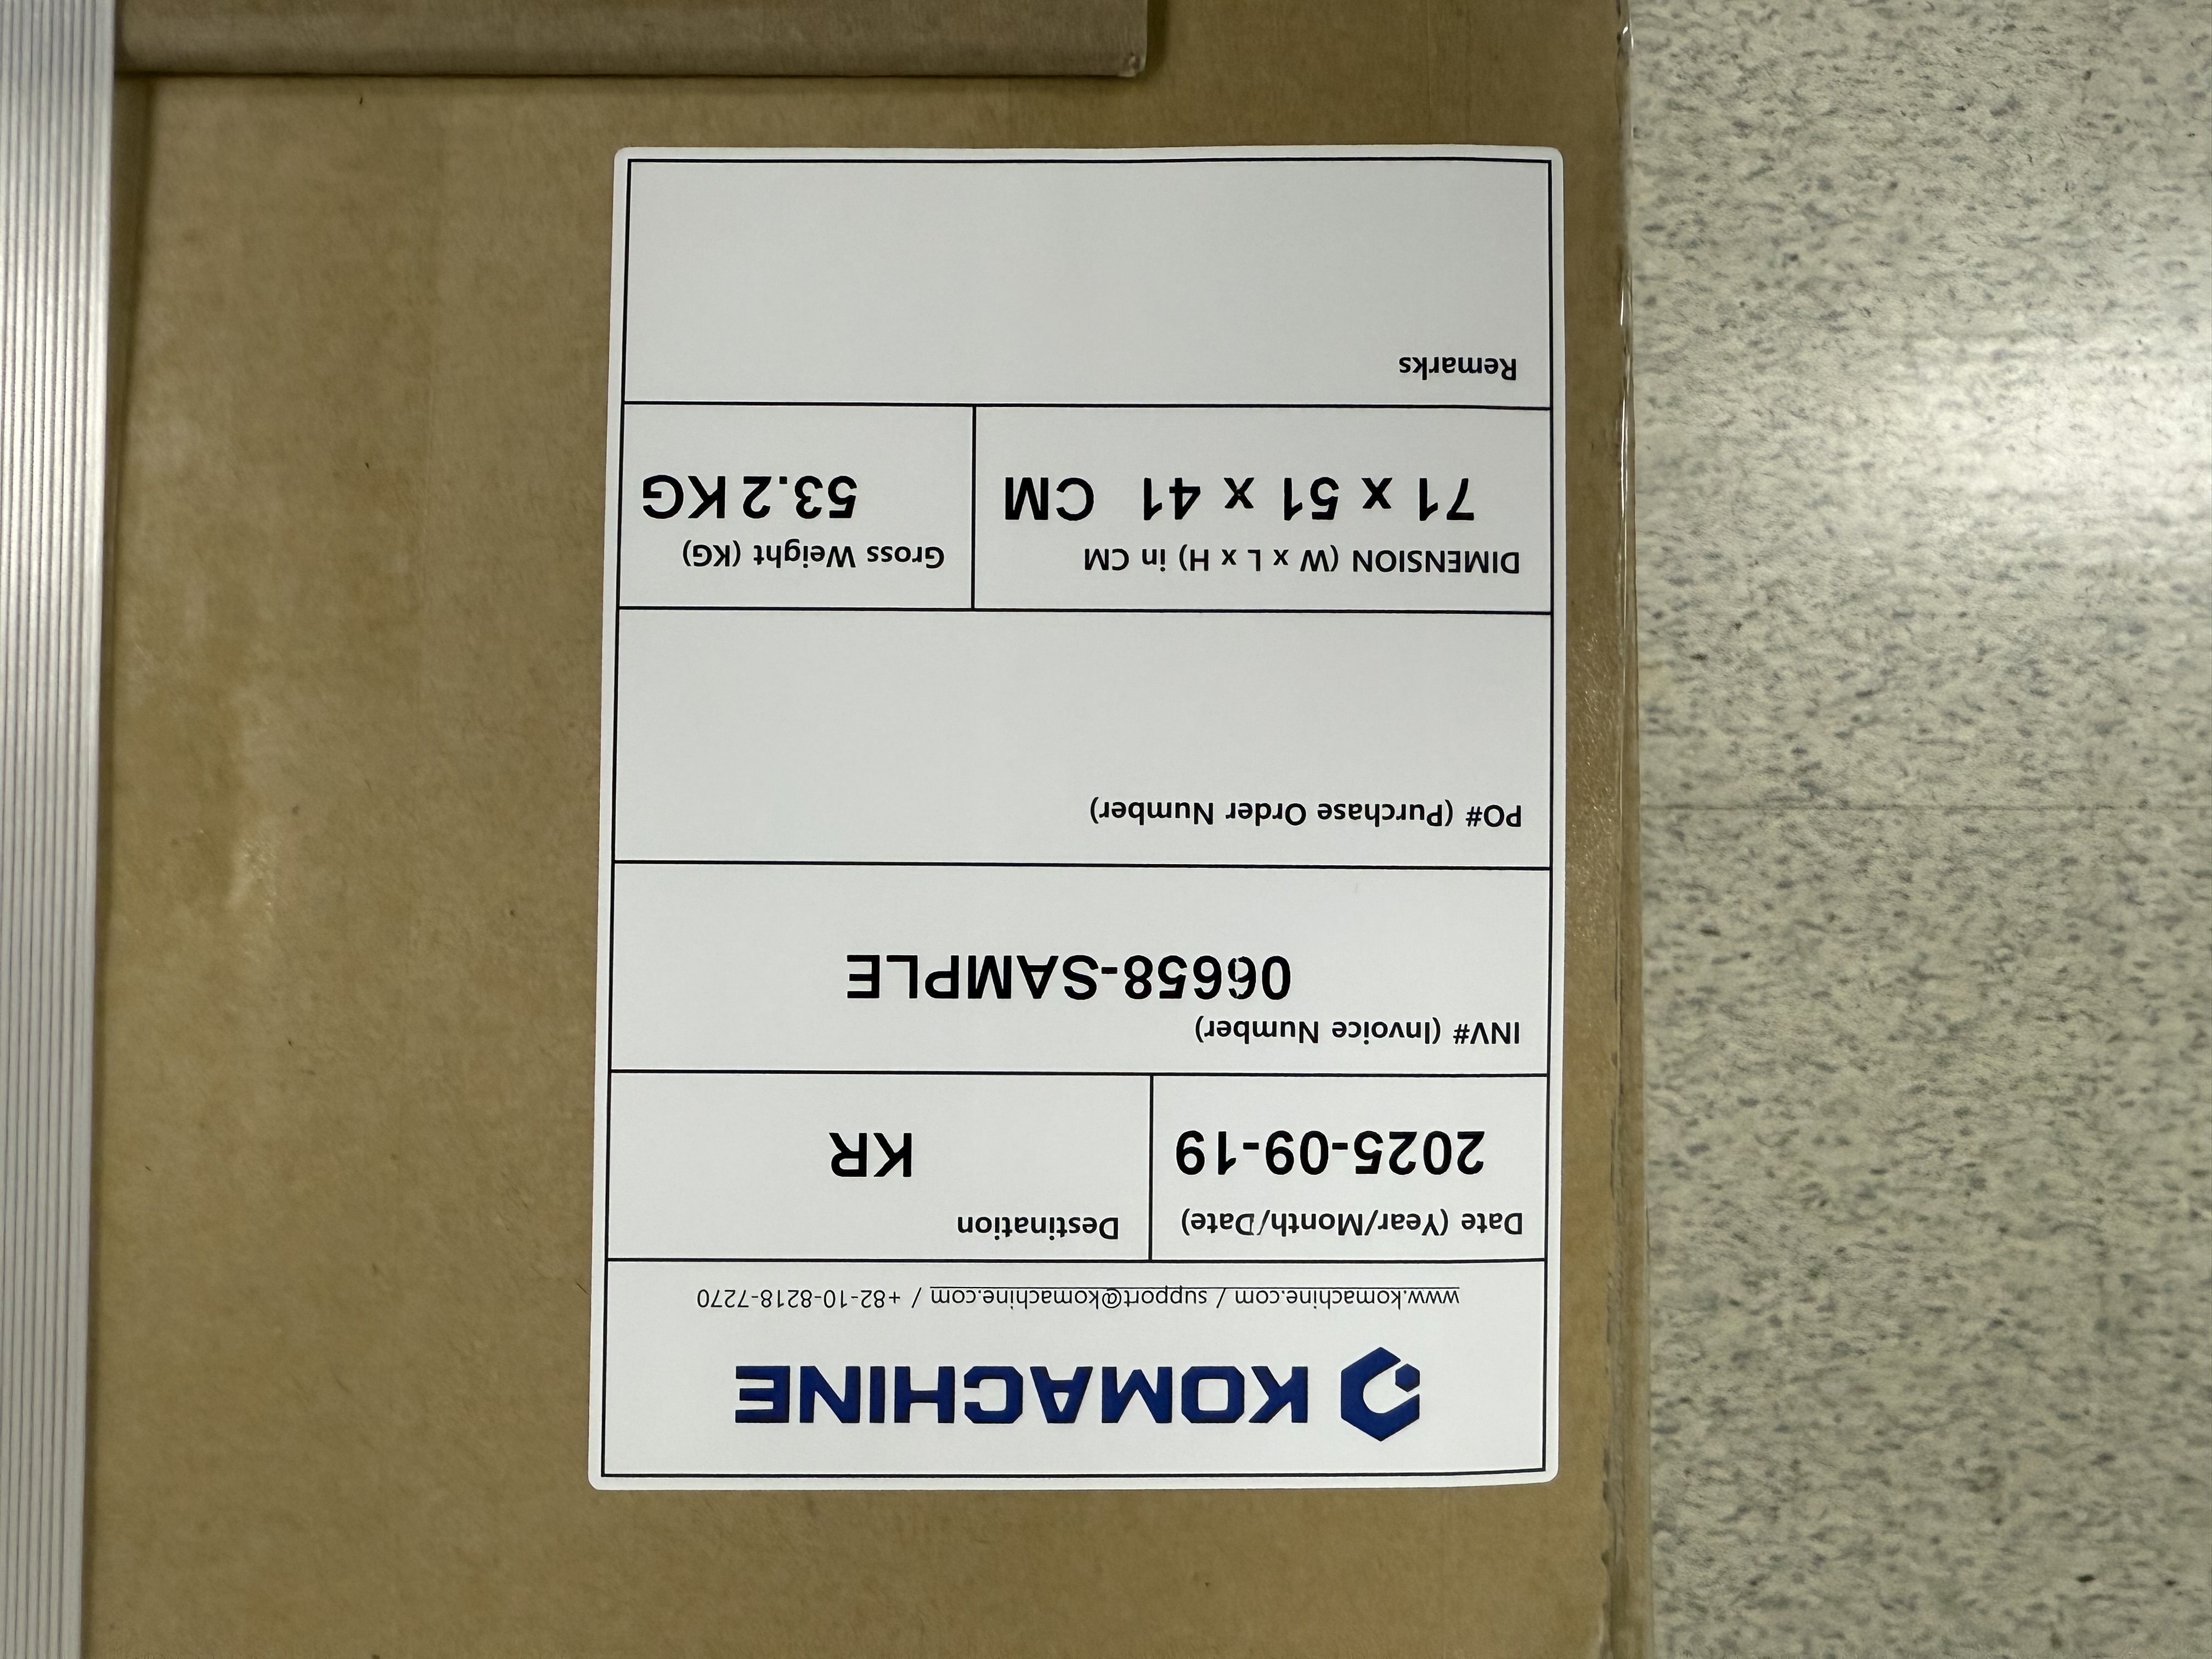 KOMACHINE
www.komachine.com / support@komachine.com / +82-10-8218-7270
Date (Year/Month/Date)
2025-09-19
Destination
KR
INV# (Invoice Number)
06658-SAMPLE
PO# (Purchase Order Number)
DIMENSION (W x L x H) in CM
71 x 51 x 41 CM
Gross Weight (KG)
53.2 KG
Remarks